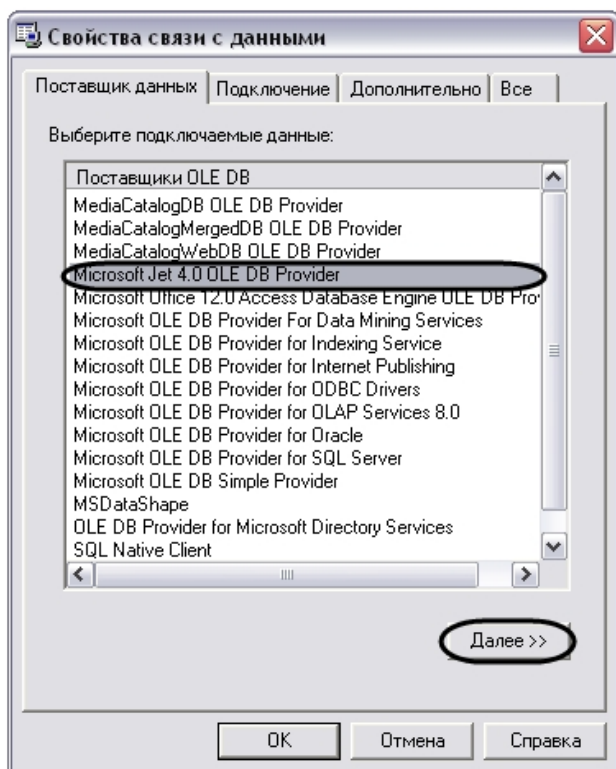 Свойства связи с данными
Поставщик данных Подключение Дополнительно Все
Выберите подключаемые данные:
Поставщики OLE DB
MediaCatalogDB OLE DB Provider
MediaCatalogMergedDB OLE DB Provider
MediaCatalogWebDB OLE DB Provider
Microsoft Jet 4.0 OLE DB Provider
Microsoft Office 12.0 Access Database Engine OLE DB Pro
Microsoft OLE DB Provider For Data Mining Services
Microsoft OLE DB Provider for Indexing Service
Microsoft OLE DB Provider for Internet Publishing
Microsoft OLE DB Provider for ODBC Drivers
Microsoft OLE DB Provider for OLAP Services 8.0
Microsoft OLE DB Provider for Oracle
Microsoft OLE DB Provider for SQL Server
Microsoft OLE DB Simple Provider
MSDataShape
OLE DB Provider for Microsoft Directory Services
SQL Native Client
Далее >>
OK Отмена Справка